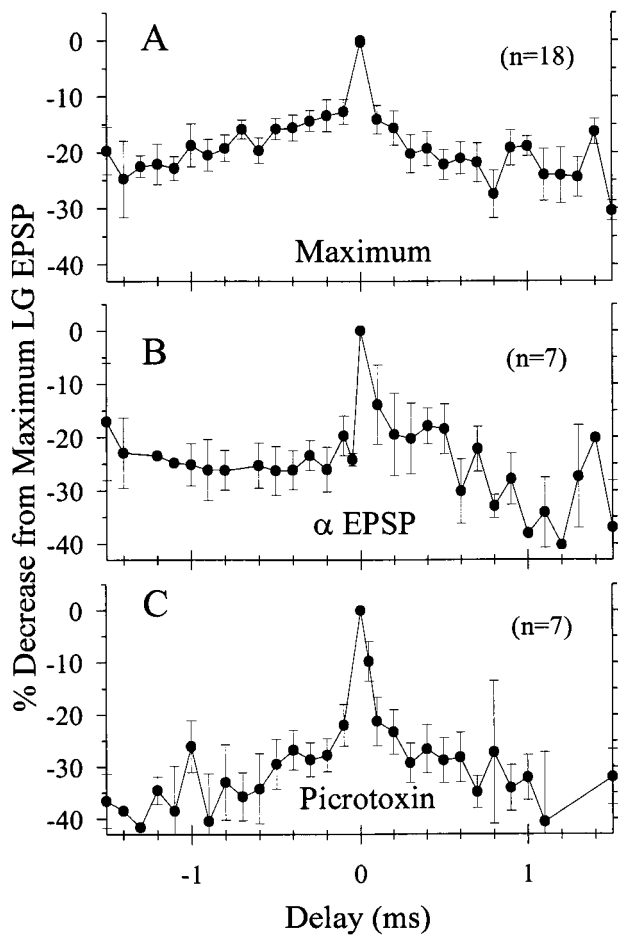 A
(n=18)
0
-10
-20
-30
-40
Maximum
B
(n=7)
0
-10
-20
-30
-40
α EPSP
C
(n=7)
0
-10
-20
-30
-40
Picrotoxin
% Decrease from Maximum LG EPSP
-1 0 1
Delay (ms)